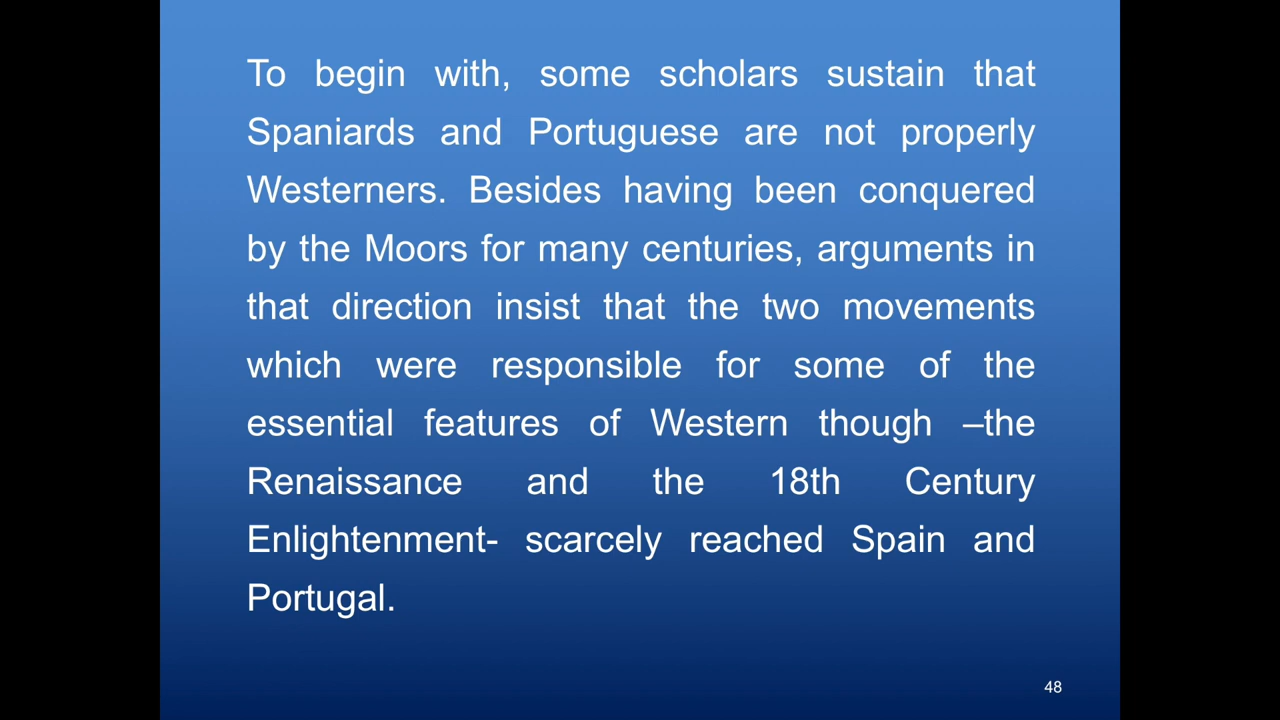 To begin with, some scholars sustain that
Spaniards and Portuguese are not properly
Westerners. Besides having been conquered
by the Moors for many centuries, arguments in
that direction insist that the two movements
which were responsible for some of the
essential features of Western though –the
Renaissance and the 18th Century
Enlightenment- scarcely reached Spain and
Portugal.
48